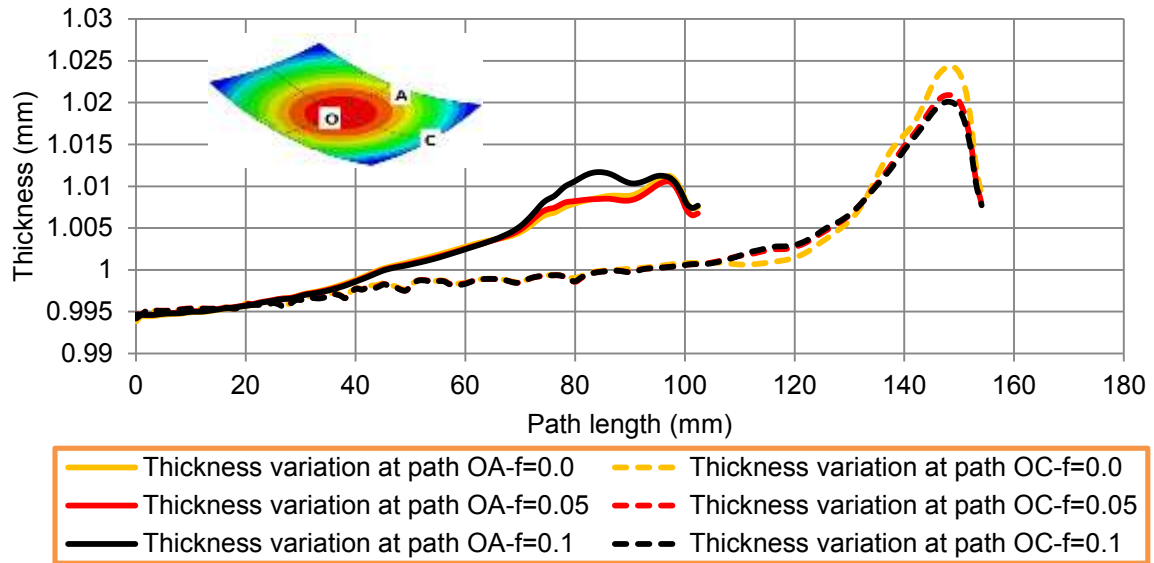 1.03
1.025
1.02
1.015
1.01
1.005
1
0.995
0.99
Thickness (mm)
A
O
C
0 20 40 60 80 100 120 140 160 180
Path length (mm)
Thickness variation at path OA-f=0.0 Thickness variation at path OC-f=0.0
Thickness variation at path OA-f=0.05 Thickness variation at path OC-f=0.05
Thickness variation at path OA-f=0.1 Thickness variation at path OC-f=0.1